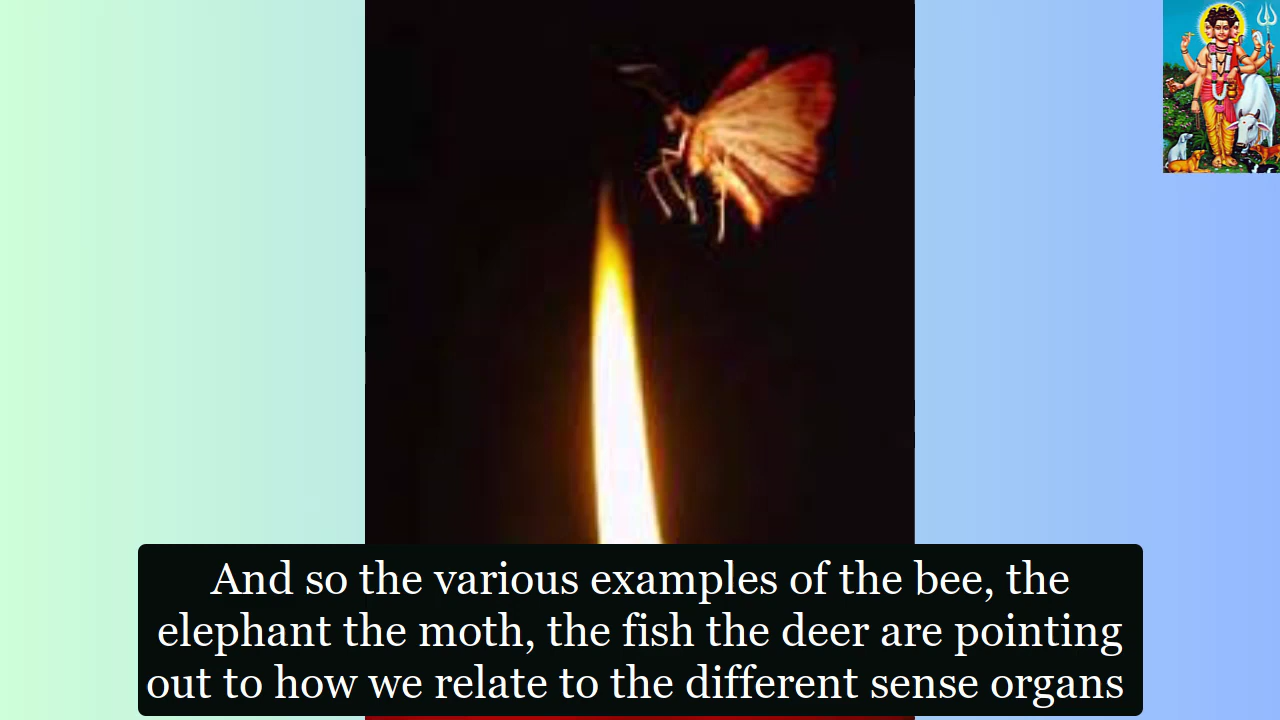 And so the various examples of the bee, the
elephant the moth, the fish the deer are pointing
out to how we relate to the different sense organs